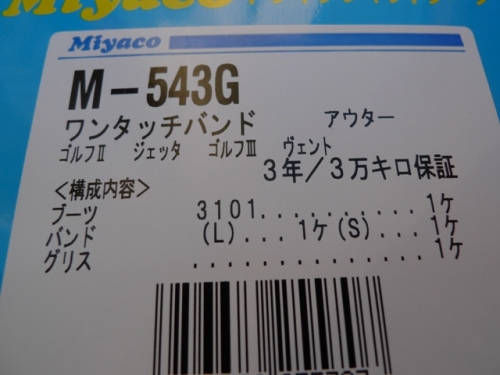 Miyaco
Miyaco
M-543G
ワンタッチバンド アウター
ゴルフⅡ ジェッタ ゴルフⅢ ヴェント
3年／3万キロ保証
＜構成内容＞
ブーツ 3101..........1ケ
バンド (L)...1ケ(S)...1ケ
グリス ................1ケ